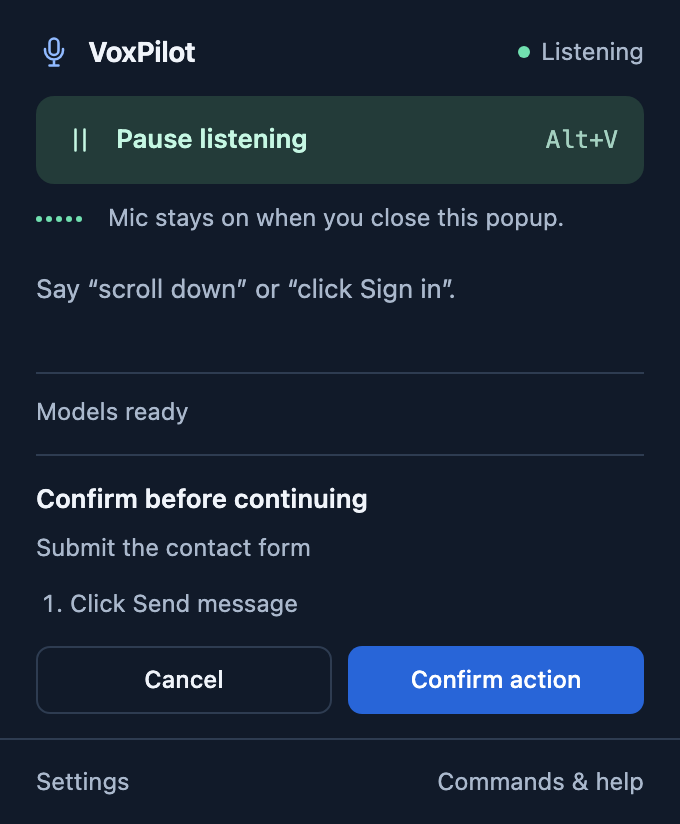 VoxPilot
Listening
Pause listening
Alt+V
Mic stays on when you close this popup.
Say “scroll down” or “click Sign in”.
Models ready
Confirm before continuing
Submit the contact form
1. Click Send message
Cancel
Confirm action
Settings
Commands & help